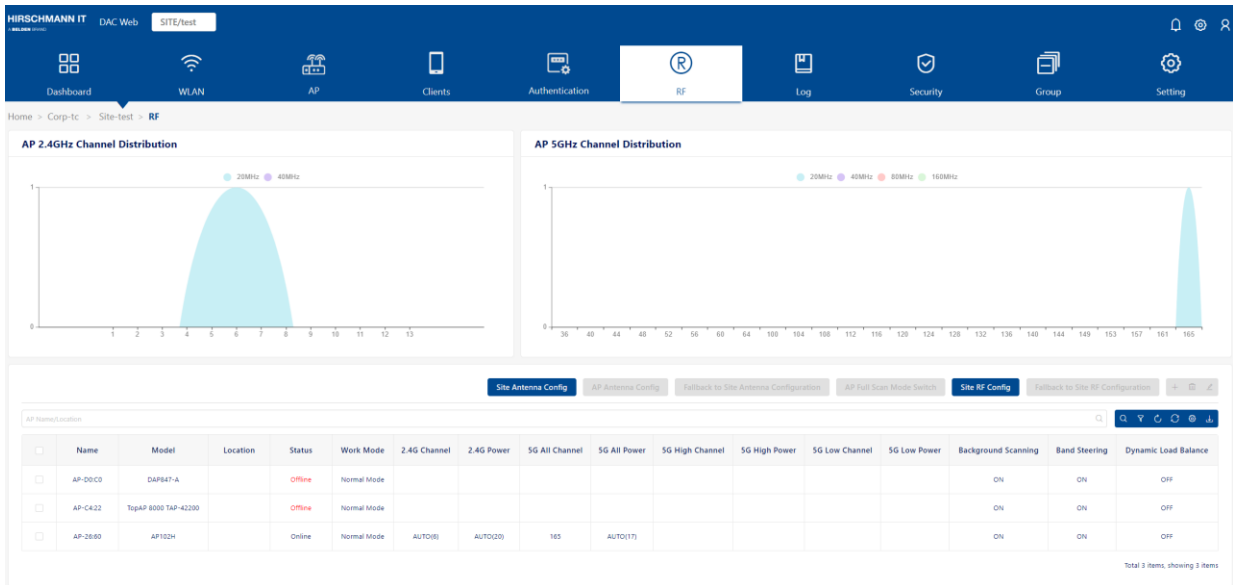 HIRSCHMANN IT DAC Web SITE/test
A BELDEN BRAND
Dashboard WLAN AP Clients Authentication RF Log Security Group Setting
Home > Corp-tc > Site-test > RF
AP 2.4GHz Channel Distribution
20MHz 40MHz
1
0
1 2 3 4 5 6 7 8 9 10 11 12 13
AP 5GHz Channel Distribution
20MHz 40MHz 80MHz 160MHz
1
0
36 40 44 48 52 56 60 64 100 104 108 112 116 120 124 128 132 136 140 144 149 153 157 161 165
Site Antenna Config AP Antenna Config Fallback to Site Antenna Configuration AP Full Scan Mode Switch Site RF Config Fallback to Site RF Configuration
AP Name/Location
Name Model Location Status Work Mode 2.4G Channel 2.4G Power 5G All Channel 5G All Power 5G High Channel 5G High Power 5G Low Channel 5G Low Power Background Scanning Band Steering Dynamic Load Balance
AP-D0:C0 DAP847-A Offline Normal Mode ON ON OFF
AP-C4:22 TopAP 8000 TAP-42200 Offline Normal Mode ON ON OFF
AP-26:60 AP102H Online Normal Mode AUTO(6) AUTO(20) 165 AUTO(17) ON ON OFF
Total 3 items, showing 3 items